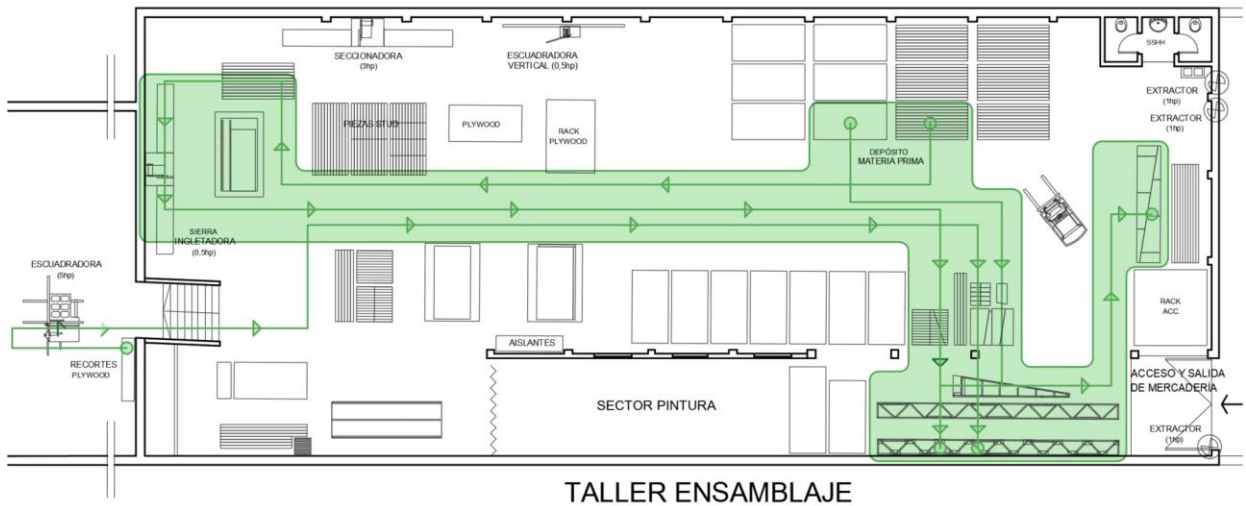 SSHH
SECCIONADORA
(3hp)
ESCUADRADORA
VERTICAL (0,5hp)
EXTRACTOR
(1hp)
EXTRACTOR
(1hp)
PIEZAS STUD
PLYWOOD
RACK
PLYWOOD
DEPÓSITO
MATERIA PRIMA
SIERRA
INGLETADORA
(0,5hp)
ESCUADRADORA
(5hp)
RACK
ACC.
AISLANTES
RECORTES
PLYWOOD
ACCESO Y SALIDA
DE MERCADERÍA
SECTOR PINTURA
EXTRACTOR
(1hp)
TALLER ENSAMBLAJE